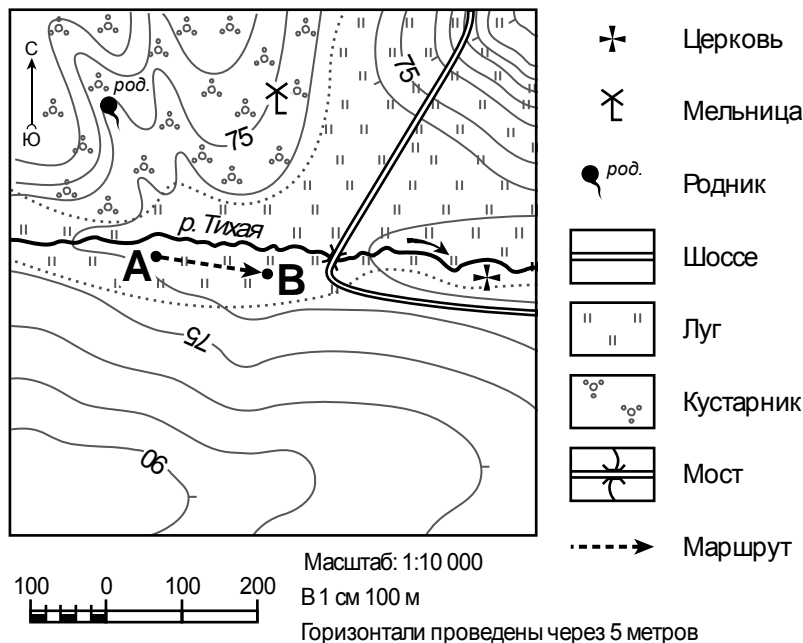 С
Ю
род.
75
75
р. Тихая
А
В
75
90
Церковь
Мельница
род.
Родник
Шоссе
Луг
Кустарник
Мост
Маршрут
100 0 100 200
Масштаб: 1:10 000
В 1 см 100 м
Горизонтали проведены через 5 метров